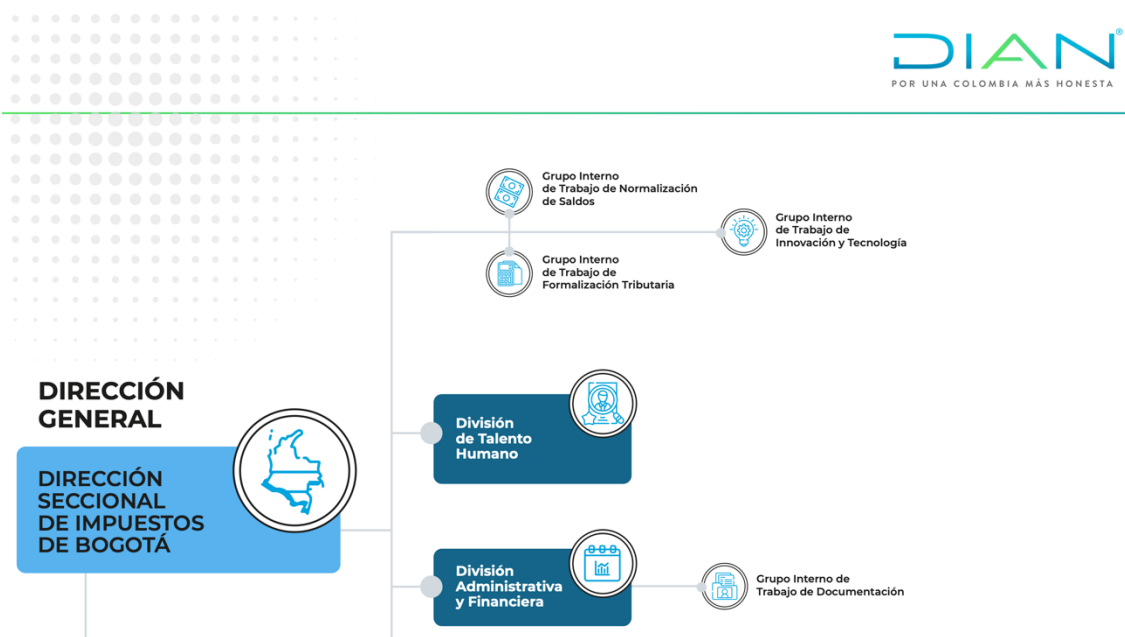 DIAN®
POR UNA COLOMBIA MÁS HONESTA
Grupo Interno
de Trabajo de Normalización
de Saldos
Grupo Interno
de Trabajo de
Innovación y Tecnología
Grupo Interno
de Trabajo de
Formalización Tributaria
DIRECCIÓN
GENERAL
DIRECCIÓN
SECCIONAL
DE IMPUESTOS
DE BOGOTÁ
División
de Talento
Humano
División
Administrativa
y Financiera
Grupo Interno de
Trabajo de Documentación